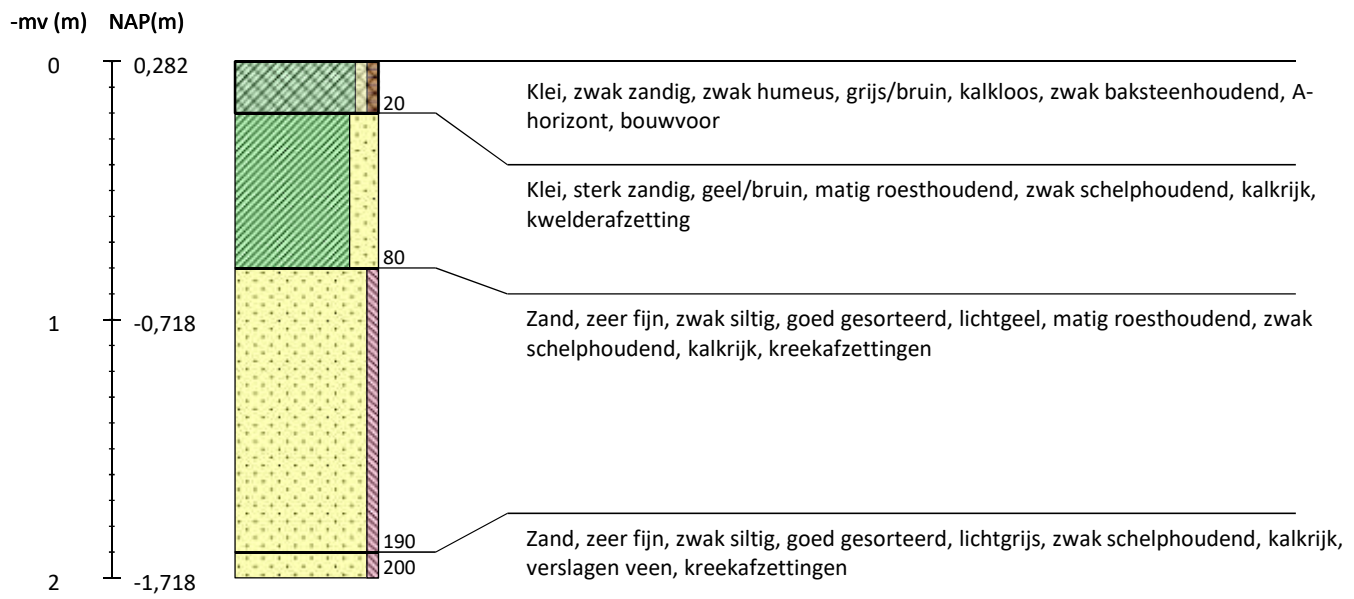 -mv (m) NAP(m)
0 0,282
Klei, zwak zandig, zwak humeus, grijs/bruin, kalkloos, zwak baksteenhoudend, A-
horizont, bouwvoor
20
Klei, sterk zandig, geel/bruin, matig roesthoudend, zwak schelphoudend, kalkrijk,
kwelderafzetting
80
1 -0,718
Zand, zeer fijn, zwak siltig, goed gesorteerd, lichtgeel, matig roesthoudend, zwak
schelphoudend, kalkrijk, kreekafzettingen
190
Zand, zeer fijn, zwak siltig, goed gesorteerd, lichtgrijs, zwak schelphoudend, kalkrijk,
verslagen veen, kreekafzettingen
200
2 -1,718